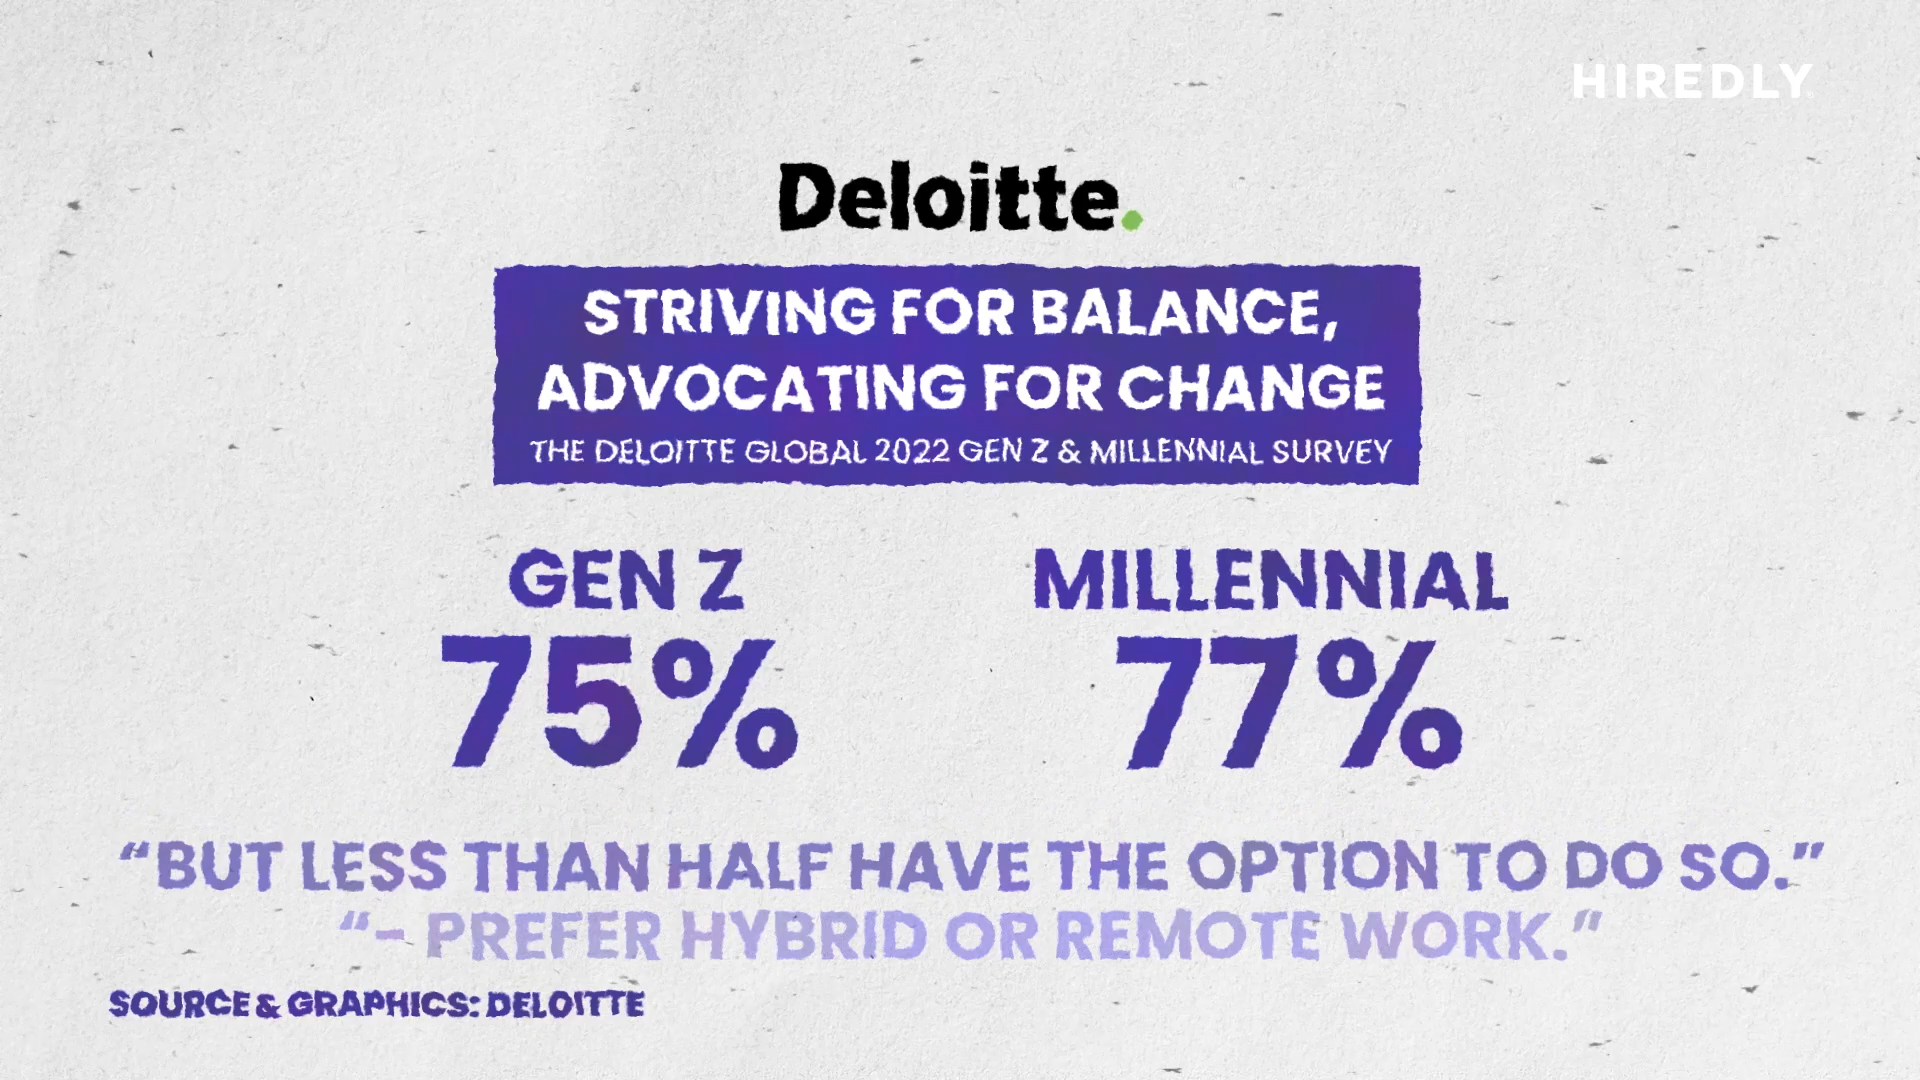 HIREDLY
Deloitte.
STRIVING FOR BALANCE,
ADVOCATING FOR CHANGE
THE DELOITTE GLOBAL 2022 GEN Z & MILLENNIAL SURVEY
GEN Z
MILLENNIAL
75%
77%
“BUT LESS THAN HALF HAVE THE OPTION TO DO SO.”
“– PREFER HYBRID OR REMOTE WORK.”
SOURCE & GRAPHICS: DELOITTE